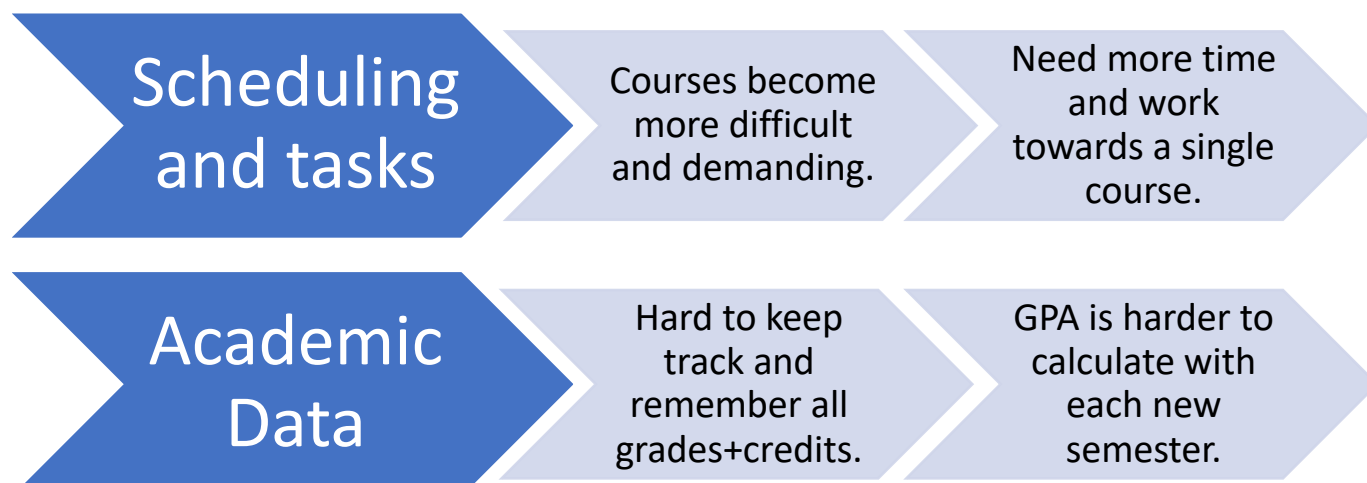 Scheduling
and tasks
Courses become
more difficult
and demanding.
Need more time
and work
towards a single
course.
Academic
Data
Hard to keep
track and
remember all
grades+credits.
GPA is harder to
calculate with
each new
semester.